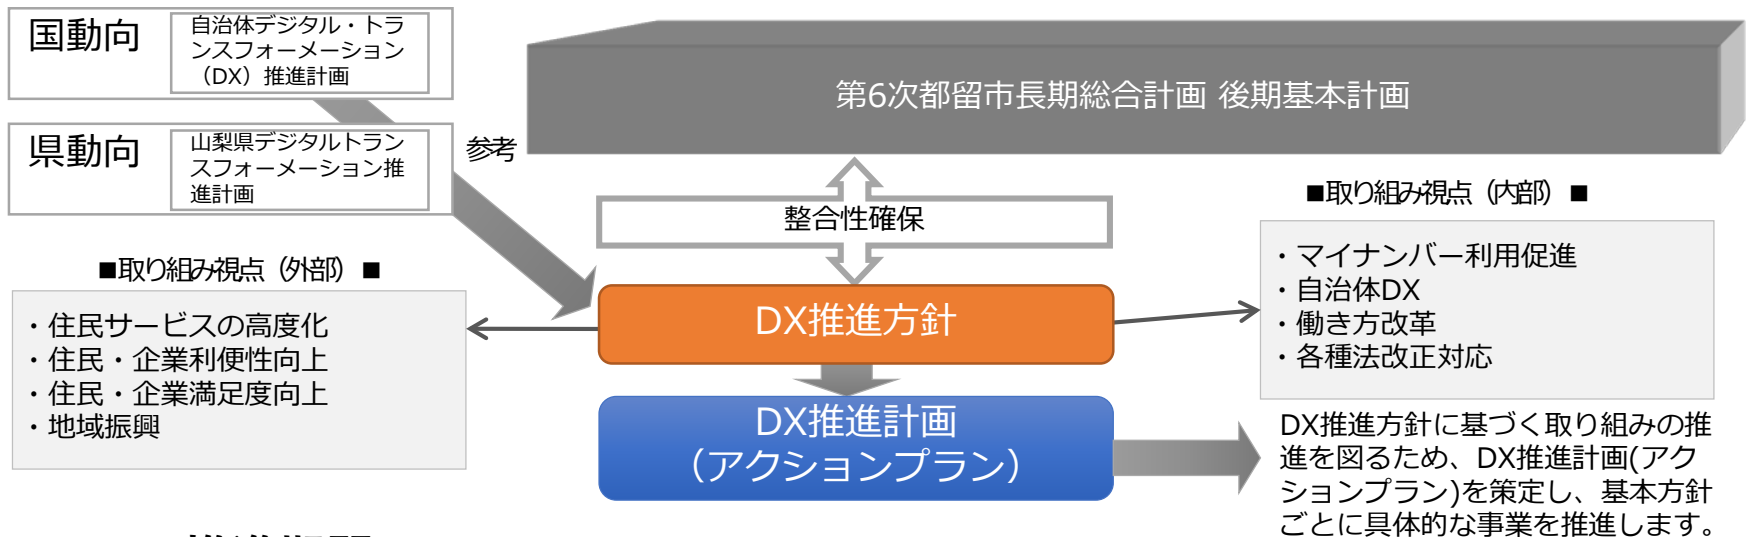 国動向
自治体デジタル・トラ
ンスフォーメーション
（DX）推進計画
県動向
山梨県デジタルトラン
スフォーメーション推
進計画
参考
第6次都留市長期総合計画 後期基本計画
整合性確保
■取り組み視点（外部）■
・住民サービスの高度化
・住民・企業利便性向上
・住民・企業満足度向上
・地域振興
DX推進方針
■取り組み視点（内部）■
・マイナンバー利用促進
・自治体DX
・働き方改革
・各種法改正対応
DX推進計画
（アクションプラン）
DX推進方針に基づく取り組みの推
進を図るため、DX推進計画(アク
ションプラン)を策定し、基本方針
ごとに具体的な事業を推進します。